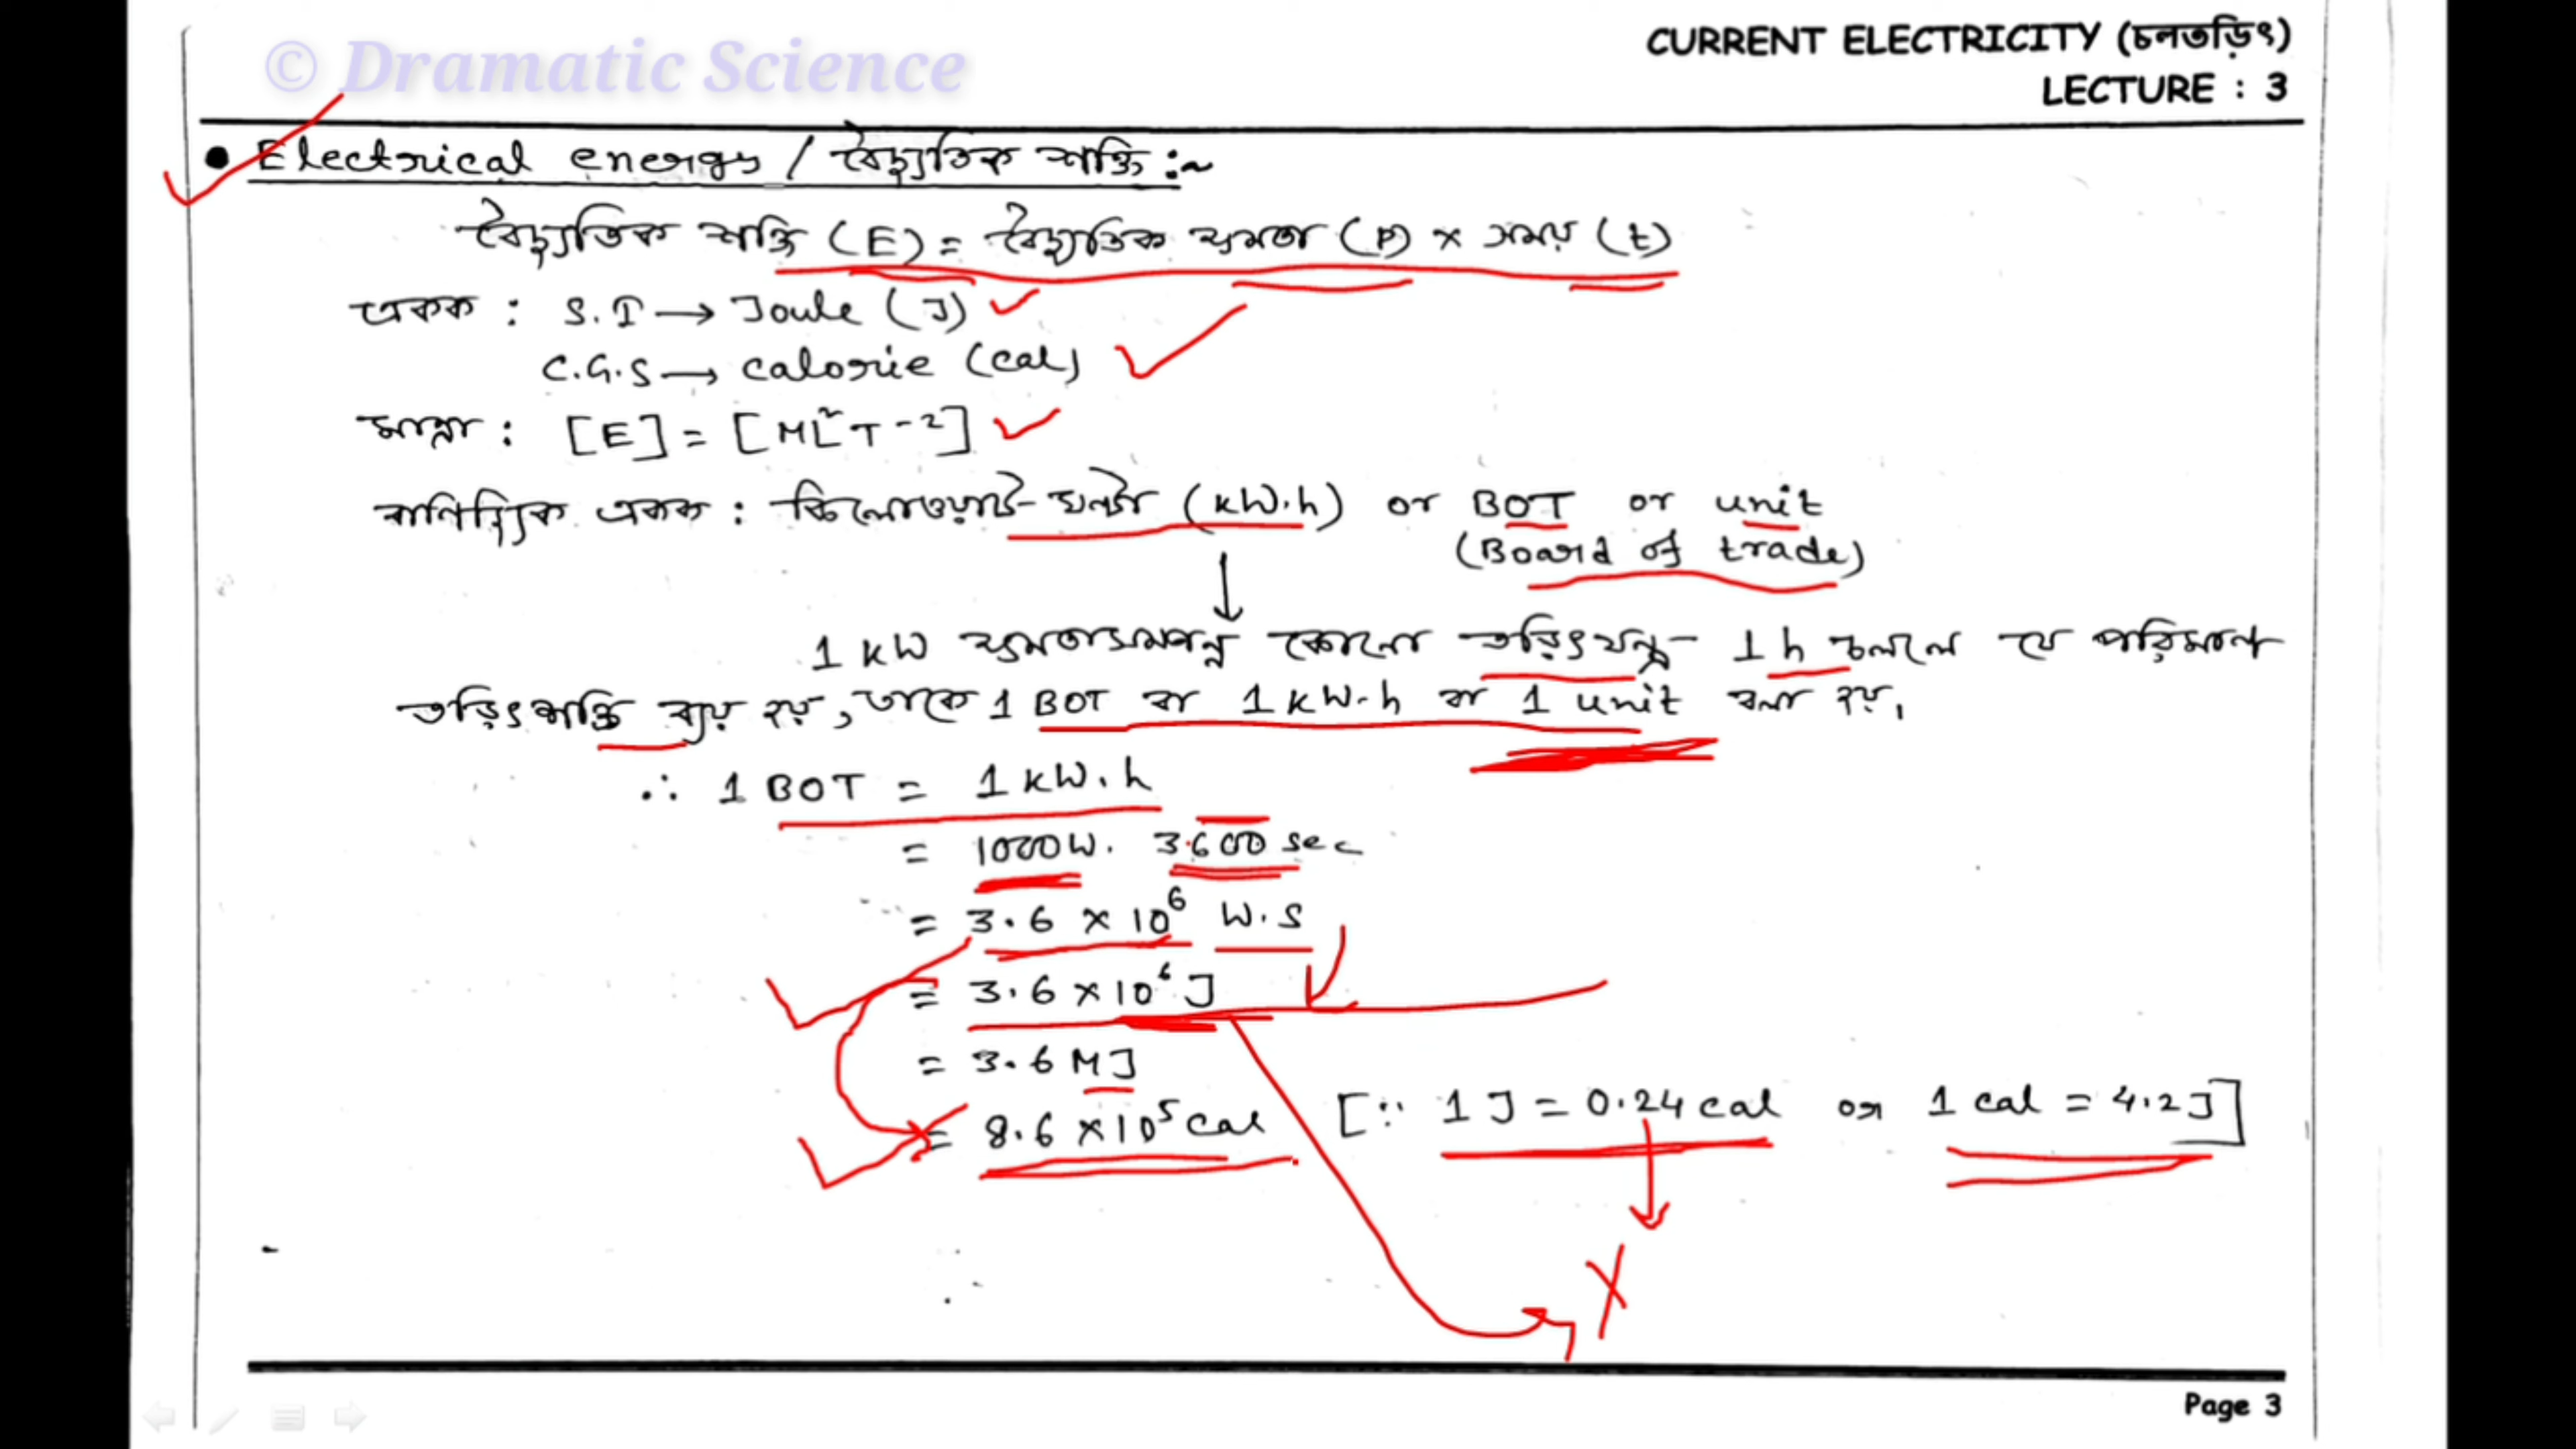 © Dramatic Science
CURRENT ELECTRICITY (চলতড়িৎ)
LECTURE : 3
• Electrical energy / বৈদ্যুতিক শক্তি :~
বৈদ্যুতিক শক্তি (E) = বৈদ্যুতিক ক্ষমতা (P) × সময় (t)
একক : S.I → Joule (J)
C.G.S → calorie (cal)
মাত্রা : [E] = [ML²T⁻²]
বাণিজ্যিক একক : কিলোওয়াট-ঘন্টা (kW.h) or BOT or unit
(Board of trade)
↓
1 kW ক্ষমতাসম্পন্ন কোনো তরিৎযন্ত্র 1 h চললে যে পরিমাণ
তড়িৎশক্তি ব্যয় হয়, তাকে 1 BOT বা 1 kW.h বা 1 unit বলা হয়,
∴ 1 BOT = 1 kW.h
= 1000 W. 3600 sec
= 3.6 × 10⁶ W.S
= 3.6 × 10⁶ J
= 3.6 MJ
= 8.6 × 10⁵ Cal [∵ 1 J = 0.24 cal or 1 cal = 4.2 J]
X
Page 3